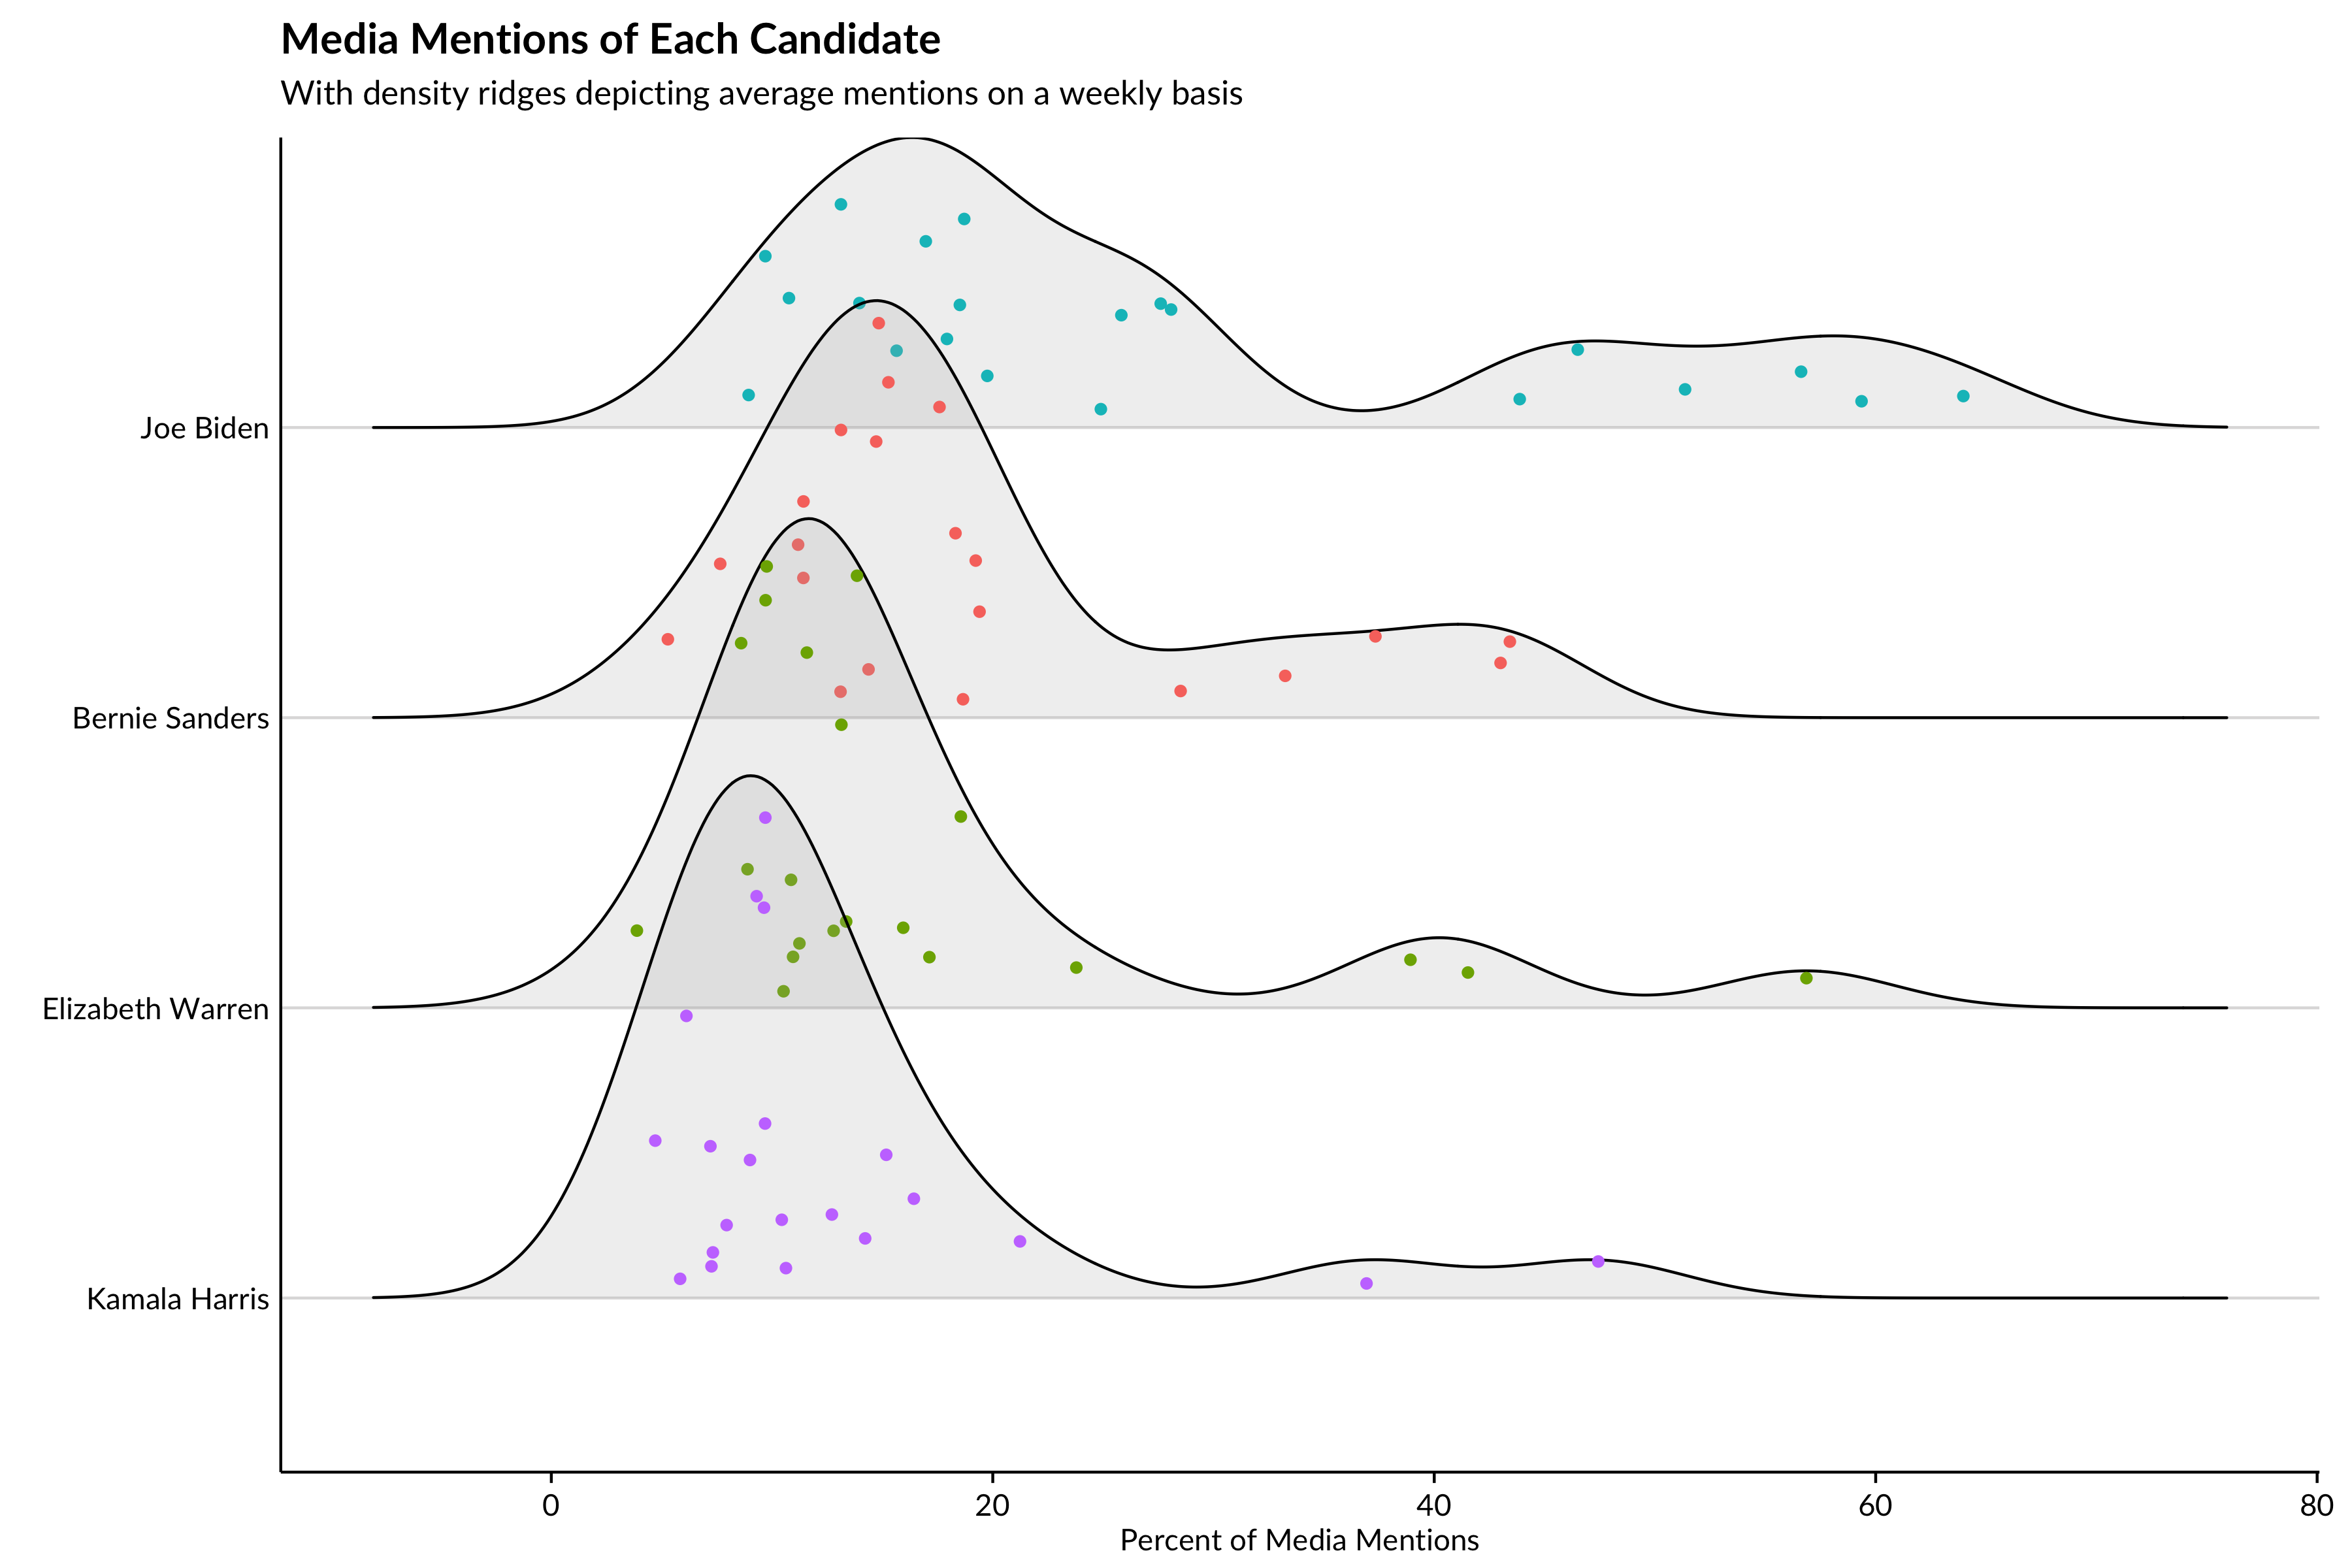 Media Mentions of Each Candidate
With density ridges depicting average mentions on a weekly basis
Joe Biden
Bernie Sanders
Elizabeth Warren
Kamala Harris
0 20 40 60 80
Percent of Media Mentions